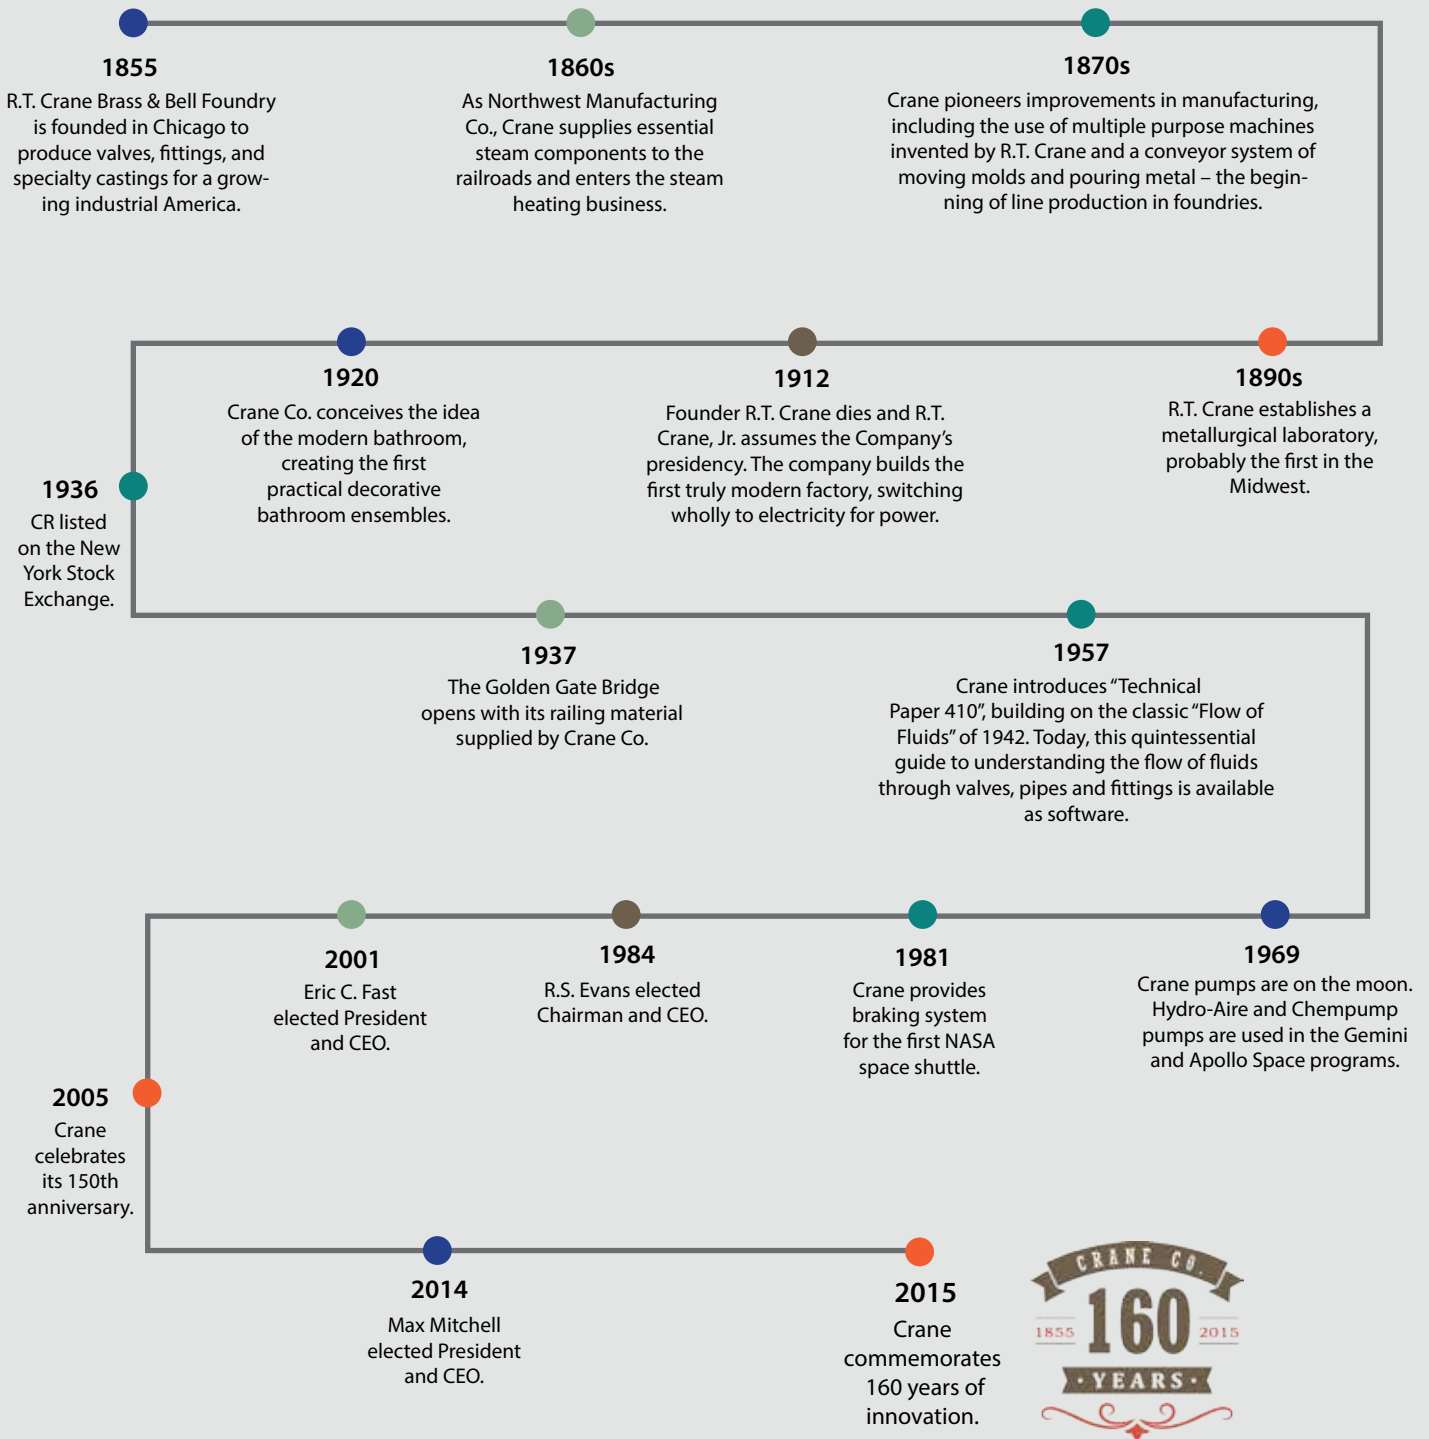 1855
R.T. Crane Brass & Bell Foundry
is founded in Chicago to
produce valves, fittings, and
specialty castings for a grow-
ing industrial America.
1860s
As Northwest Manufacturing
Co., Crane supplies essential
steam components to the
railroads and enters the steam
heating business.
1870s
Crane pioneers improvements in manufacturing,
including the use of multiple purpose machines
invented by R.T. Crane and a conveyor system of
moving molds and pouring metal – the begin-
ning of line production in foundries.
1890s
R.T. Crane establishes a
metallurgical laboratory,
probably the first in the
Midwest.
1912
Founder R.T. Crane dies and R.T.
Crane, Jr. assumes the Company’s
presidency. The company builds the
first truly modern factory, switching
wholly to electricity for power.
1920
Crane Co. conceives the idea
of the modern bathroom,
creating the first
practical decorative
bathroom ensembles.
1936
CR listed
on the New
York Stock
Exchange.
1937
The Golden Gate Bridge
opens with its railing material
supplied by Crane Co.
1957
Crane introduces “Technical
Paper 410”, building on the classic “Flow of
Fluids” of 1942. Today, this quintessential
guide to understanding the flow of fluids
through valves, pipes and fittings is available
as software.
1969
Crane pumps are on the moon.
Hydro-Aire and Chempump
pumps are used in the Gemini
and Apollo Space programs.
1981
Crane provides
braking system
for the first NASA
space shuttle.
1984
R.S. Evans elected
Chairman and CEO.
2001
Eric C. Fast
elected President
and CEO.
2005
Crane
celebrates
its 150th
anniversary.
2014
Max Mitchell
elected President
and CEO.
2015
Crane
commemorates
160 years of
innovation.
CRANE CO.
1855 160 2015
·YEARS·